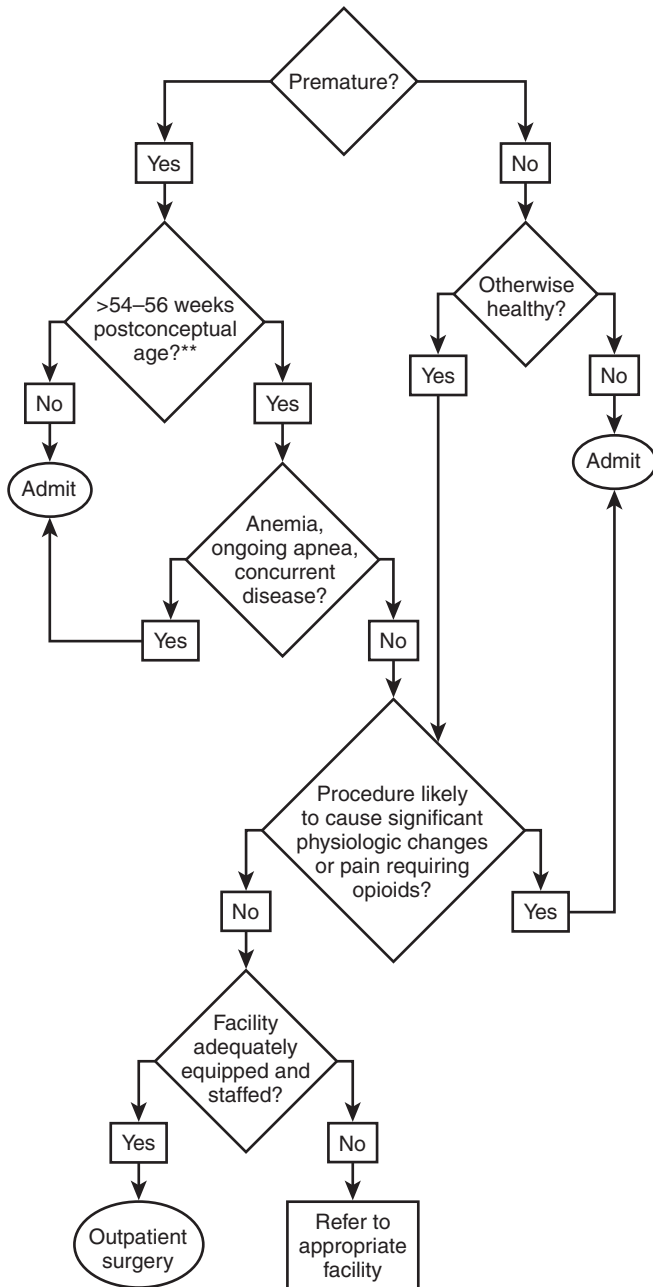 Premature?
Yes
No
>54–56 weeks
postconceptual
age?**
Otherwise
healthy?
No
Yes
Yes
No
Admit
Admit
Anemia,
ongoing apnea,
concurrent
disease?
Yes
No
Procedure likely
to cause significant
physiologic changes
or pain requiring
opioids?
No
Yes
Facility
adequately
equipped and
staffed?
Yes
No
Outpatient
surgery
Refer to
appropriate
facility